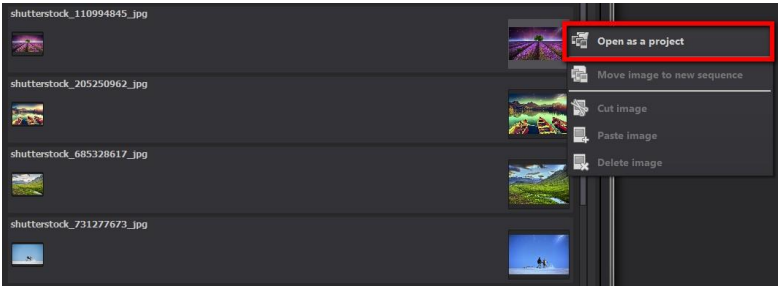 shutterstock_110994845_jpg
Open as a project
Move image to new sequence
shutterstock_205250962_jpg
Cut image
Paste image
Delete image
shutterstock_685328617_jpg
shutterstock_731277673_jpg